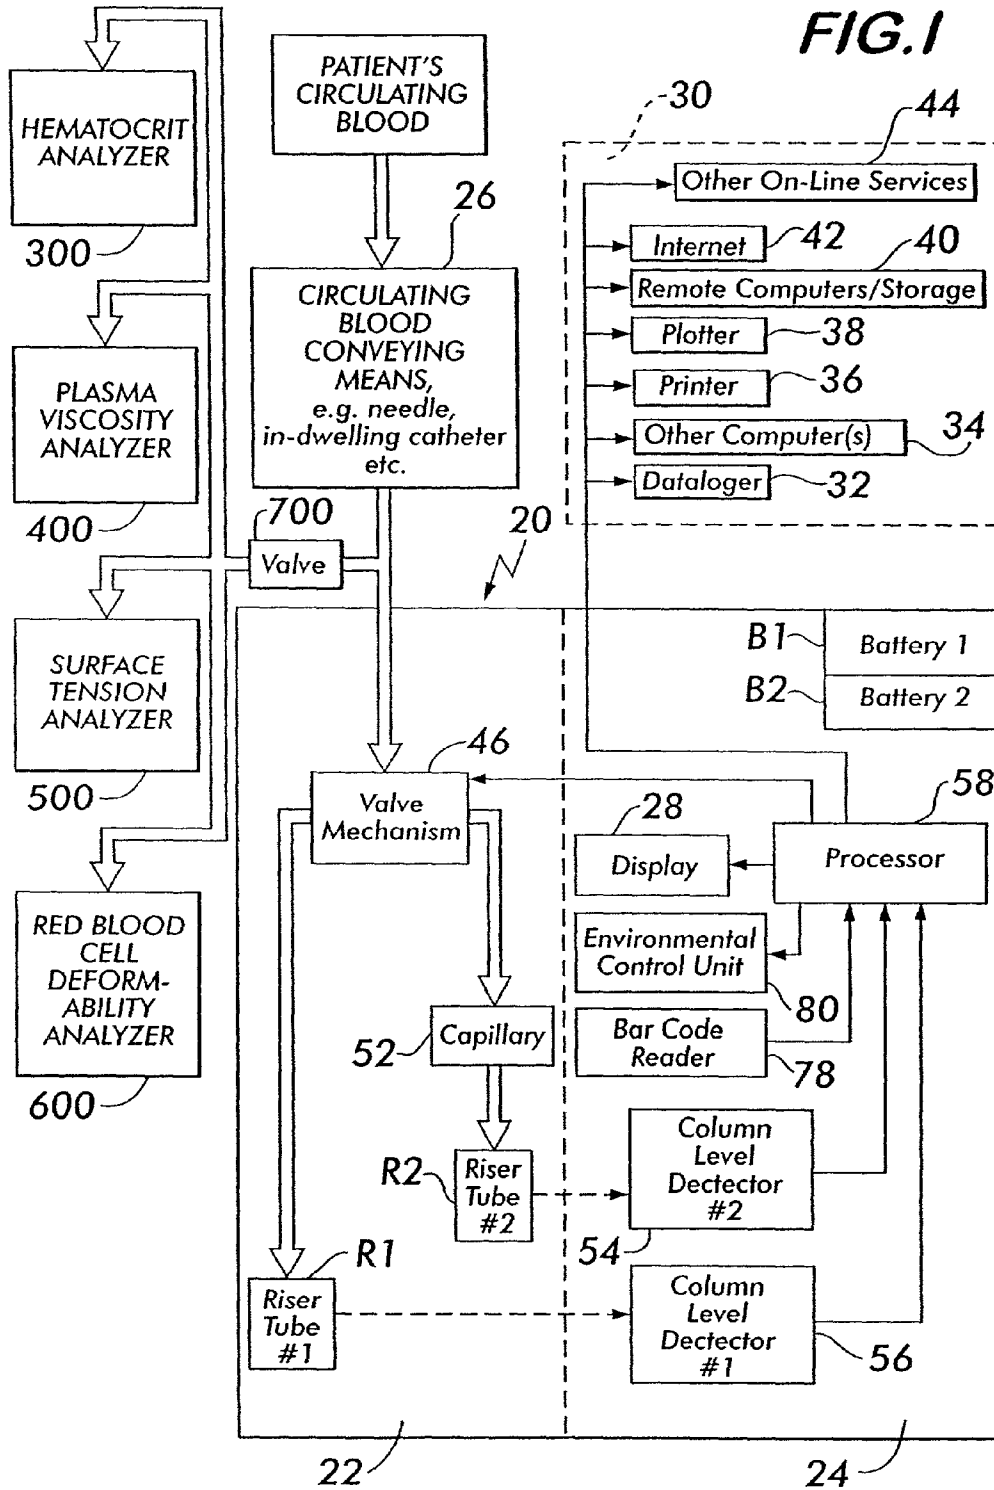 FIG.1
PATIENT'S
CIRCULATING
BLOOD
HEMATOCRIT
ANALYZER
300
30
44
Other On-Line Services
26
Internet
42
40
Remote Computers/Storage
CIRCULATING
BLOOD
CONVEYING
MEANS,
e.g. needle,
in-dwelling catheter
etc.
Plotter
38
Printer
36
PLASMA
VISCOSITY
ANALYZER
400
Other Computer(s)
34
Dataloger
32
700
Valve
20
B1
Battery 1
B2
Battery 2
SURFACE
TENSION
ANALYZER
500
46
Valve
Mechanism
58
Processor
28
Display
RED BLOOD
CELL
DEFORM-
ABILITY
ANALYZER
600
Environmental
Control Unit
80
52
Capillary
Bar Code
Reader
78
R2
Riser
Tube
#2
Column
Level
Dectector
#2
54
R1
Riser
Tube
#1
Column
Level
Dectector
#1
56
22
24